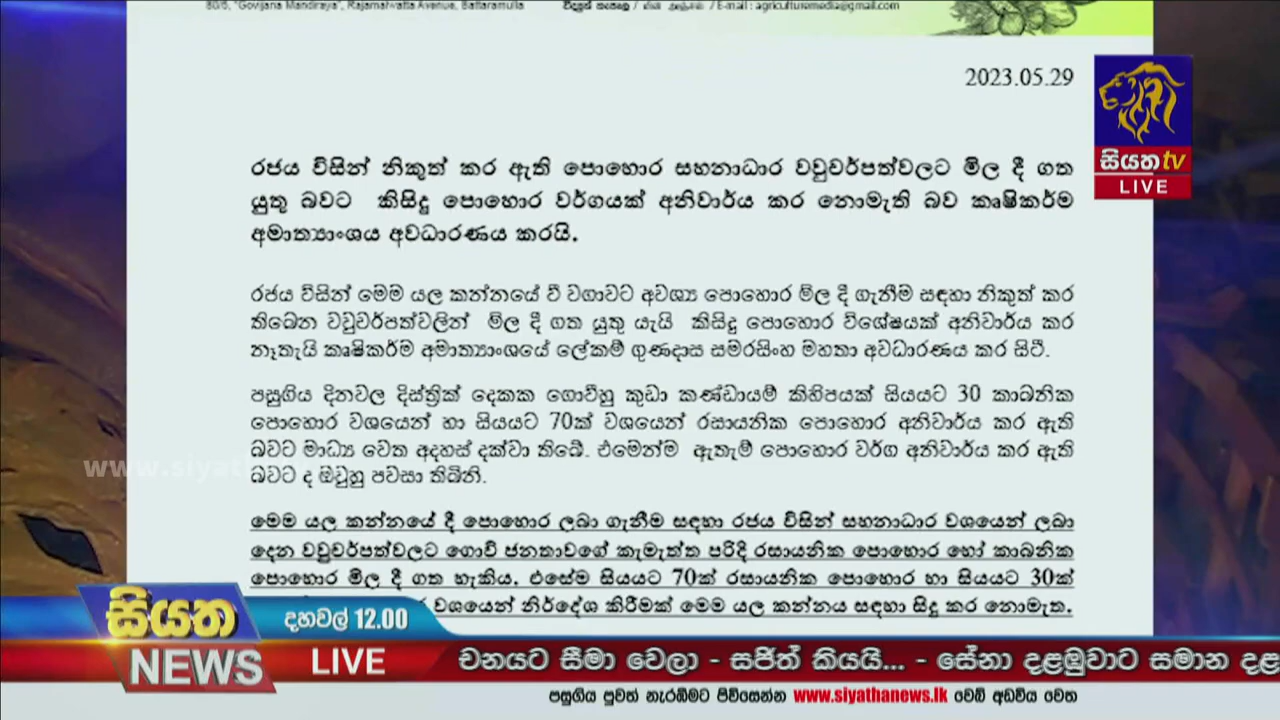 80/5, "Govijana Mandiraya", Rajamalwatta Avenue, Battaramulla
/ E-mail : agriculturemedia@gmail.com
2023.05.29
සියත tv
LIVE
රජය විසින් නිකුත් කර ඇති පොහොර සහනාධාර වවුචර්පත්වලට මිල දී ගත
යුතු බවට කිසිදු පොහොර වර්ගයක් අනිවාර්ය කර නොමැති බව කෘෂිකර්ම
අමාත්‍යාංශය අවධාරණය කරයි.
රජය විසින් මෙම යල කන්නයේ වී වගාවට අවශ්‍ය පොහොර මිල දී ගැනීම සඳහා නිකුත් කර
තිබෙන වවුචර්පත්වලින් මිල දී ගත යුතු යැයි කිසිදු පොහොර විශේෂයක් අනිවාර්ය කර
නැතැයි කෘෂිකර්ම අමාත්‍යාංශයේ ලේකම් ගුණදාස සමරසිංහ මහතා අවධාරණය කර සිටී.
පසුගිය දිනවල දිස්ත්‍රික් දෙකක ගොවීහු කුඩා කණ්ඩායම් කිහිපයක් සියයට 30 කාබනික
පොහොර වශයෙන් හා සියයට 70ක් වශයෙන් රසායනික පොහොර අනිවාර්ය කර ඇති
බවට මාධ්‍ය වෙත අදහස් දක්වා තිබේ. එමෙන්ම ඇතැම් පොහොර වර්ග අනිවාර්ය කර ඇති
බවට ද ඔවුහු පවසා තිබිනි.
www.siyath
මෙම යල කන්නයේ දී පොහොර ලබා ගැනීම සඳහා රජය විසින් සහනාධාර වශයෙන් ලබා
දෙන වවුචර්පත්වලට ගොවි ජනතාවගේ කැමැත්ත පරිදි රසායනික පොහොර හෝ කාබනික
පොහොර මිල දී ගත හැකිය. එසේම සියයට 70ක් රසායනික පොහොර හා සියයට 30ක්
වශයෙන් නිර්දේශ කිරීමක් මෙම යල කන්නය සඳහා සිදු කර නොමැත.
සියත
NEWS
දහවල් 12.00
LIVE
වනයට සීමා වෙලා - සජිත් කියයි... - සේනා දළඹුවාට සමාන දළ
පසුගිය පුවත් නැරඹීමට පිවිසෙන්න www.siyathanews.lk වෙබ් අඩවිය වෙත